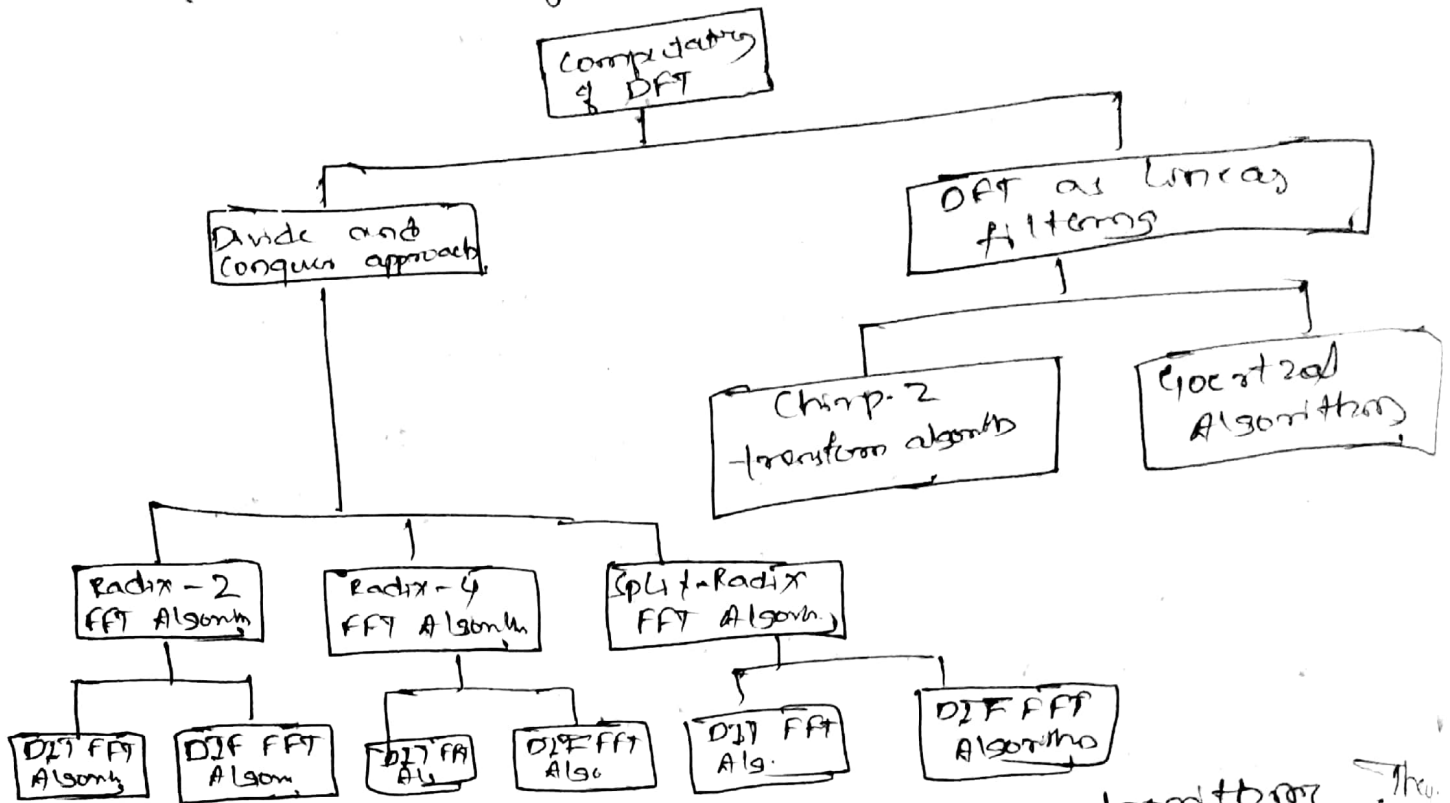 Computation
of DFT
Divide and
Conquer approach
DFT as Linear
filtering
Chirp-Z
transform algorithm
Goertzal
Algorithm
Radix-2
FFT Algorithm
Radix-4
FFT Algorithm
Split-Radix
FFT Algorithm
DIT FFT
Algorithm
DIF FFT
Algorithm
DIT FFT
Alg
DIF FFT
Algo
DIT FFT
Alg.
DIF FFT
Algorithm